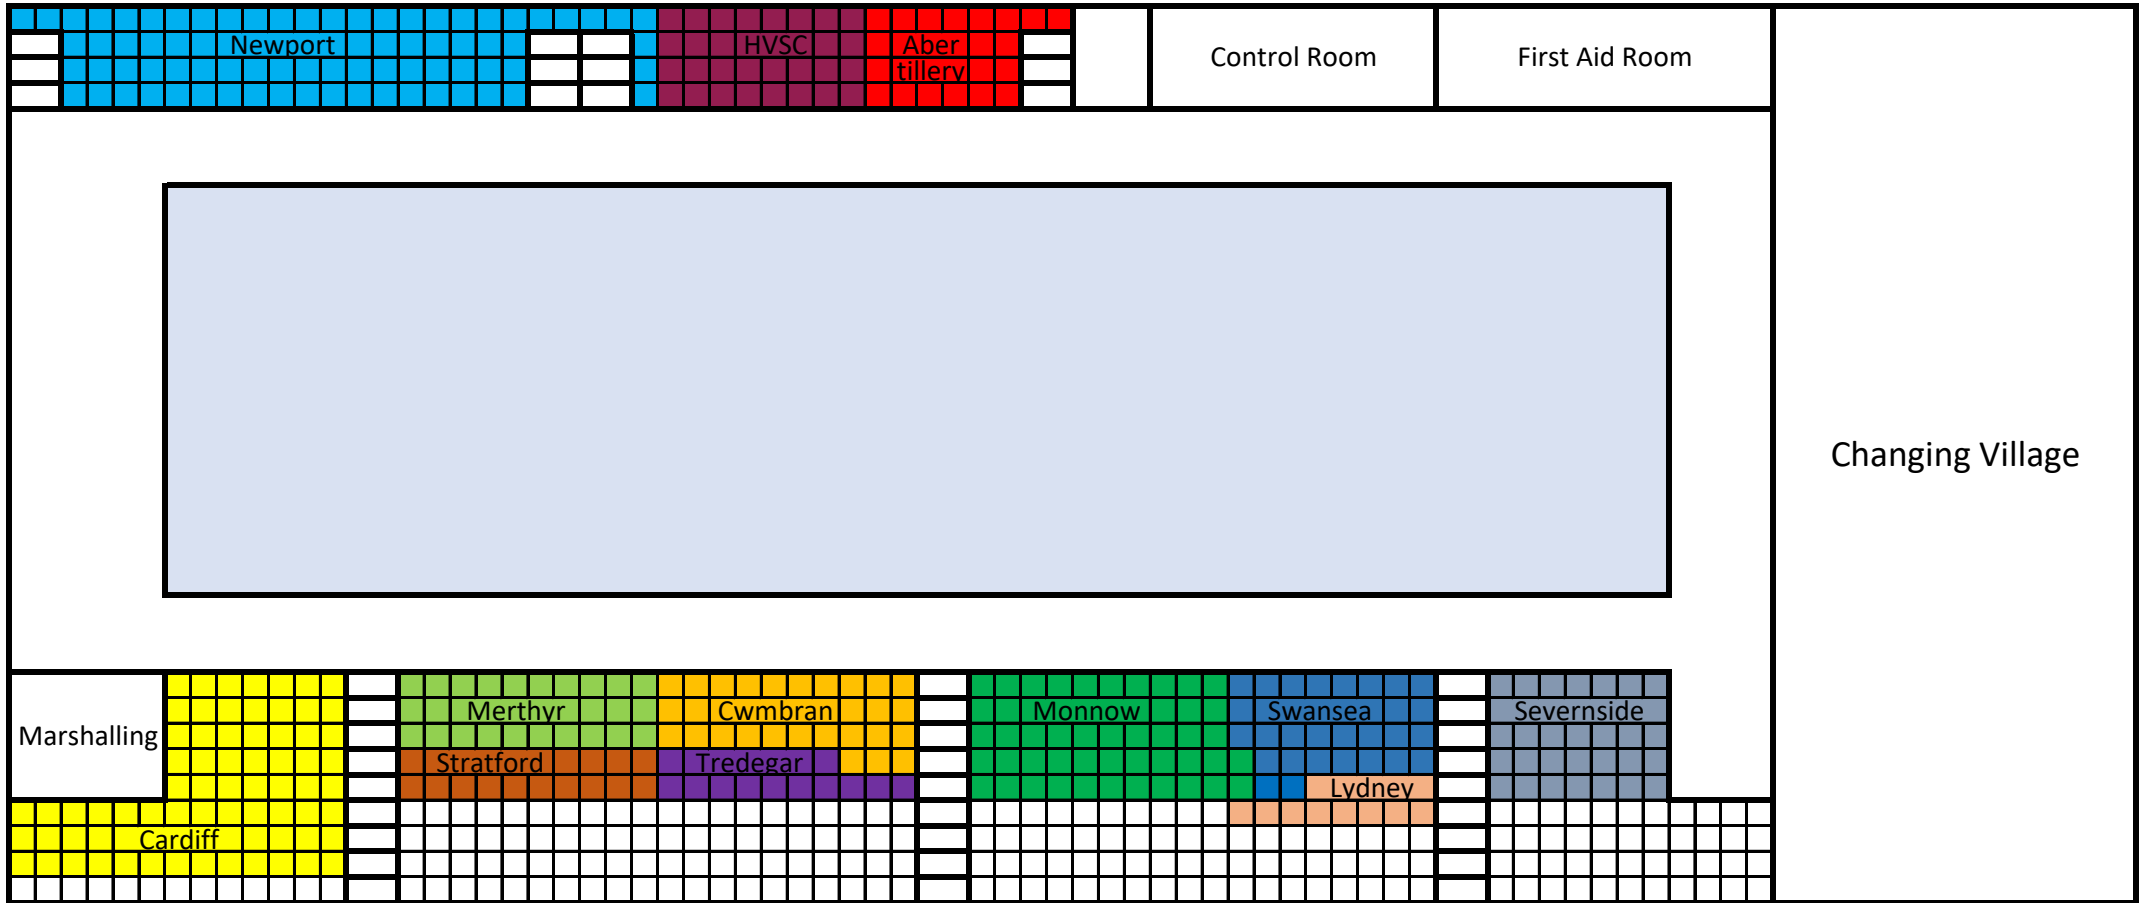 Newport
HVSC
Aber
tillery
Control Room
First Aid Room
Changing Village
Marshalling
Merthyr
Cwmbran
Monnow
Swansea
Severnside
Stratford
Tredegar
Lydney
Cardiff